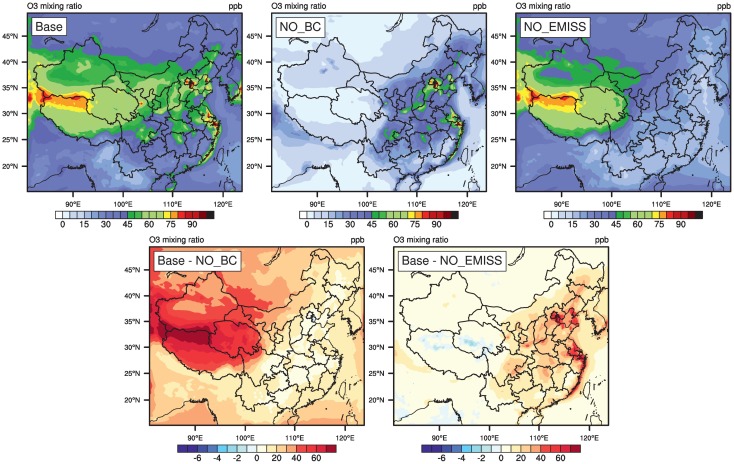 O3 mixing ratio ppb O3 mixing ratio ppb O3 mixing ratio ppb
Base NO_BC NO_EMISS
45°N 45°N 45°N
40°N 40°N 40°N
35°N 35°N 35°N
30°N 30°N 30°N
25°N 25°N 25°N
20°N 20°N 20°N
90°E 100°E 110°E 120°E 90°E 100°E 110°E 120°E 90°E 100°E 110°E 120°E
0 15 30 45 60 75 90 0 15 30 45 60 75 90 0 15 30 45 60 75 90
O3 mixing ratio ppb O3 mixing ratio ppb
Base - NO_BC Base - NO_EMISS
45°N 45°N
40°N 40°N
35°N 35°N
30°N 30°N
25°N 25°N
20°N 20°N
90°E 100°E 110°E 120°E 90°E 100°E 110°E 120°E
-6 -4 -2 0 20 40 60 -6 -4 -2 0 20 40 60